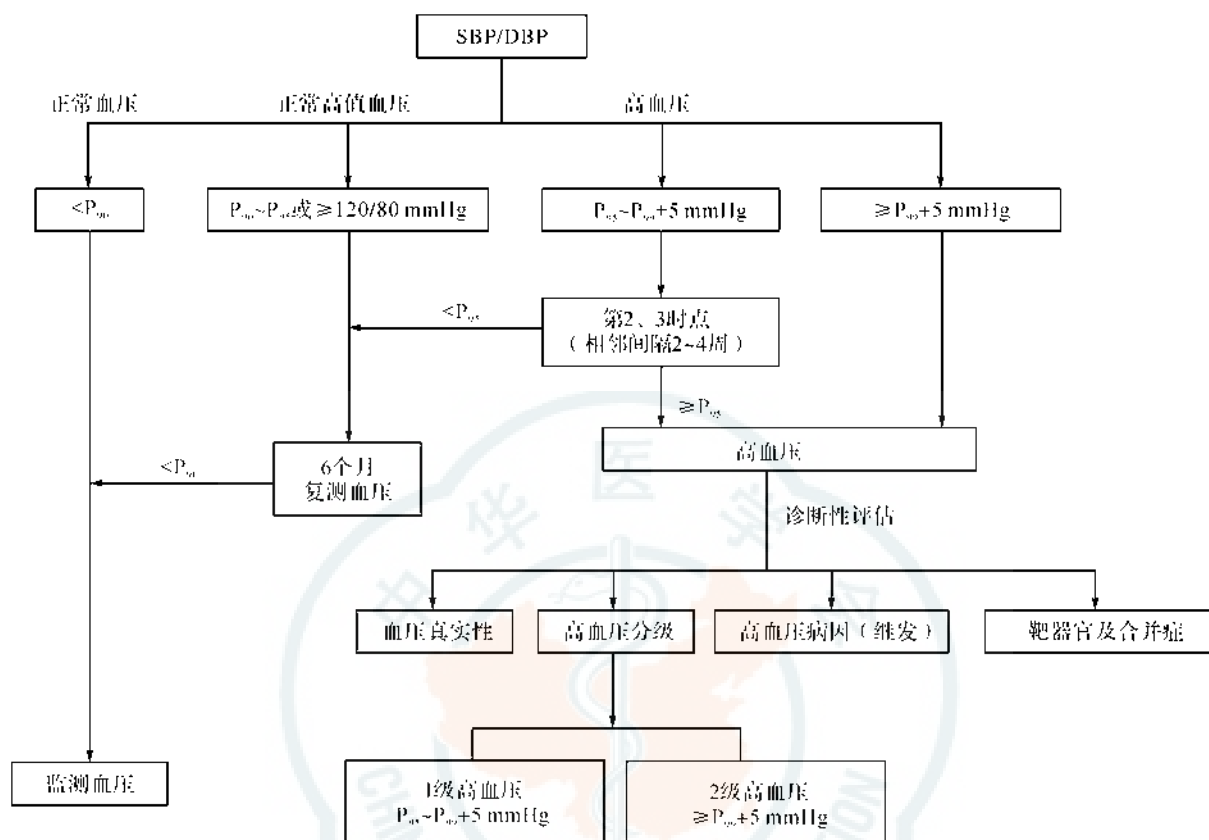 SBP/DBP
正常血压
正常高值血压
高血压
<P₉₀
P₉₀~P₉₅或≥120/80 mmHg
P₉₅~P₉₉+5 mmHg
≥P₉₉+5 mmHg
<P₉₅
第2、3时点
(相邻间隔2~4周)
≥P₉₅
高血压
<P₉₀
6个月
复测血压
诊断性评估
血压真实性
高血压分级
高血压病因(继发)
靶器官及合并症
监测血压
1级高血压
P₉₅~P₉₉+5 mmHg
2级高血压
≥P₉₉+5 mmHg
中华医学会